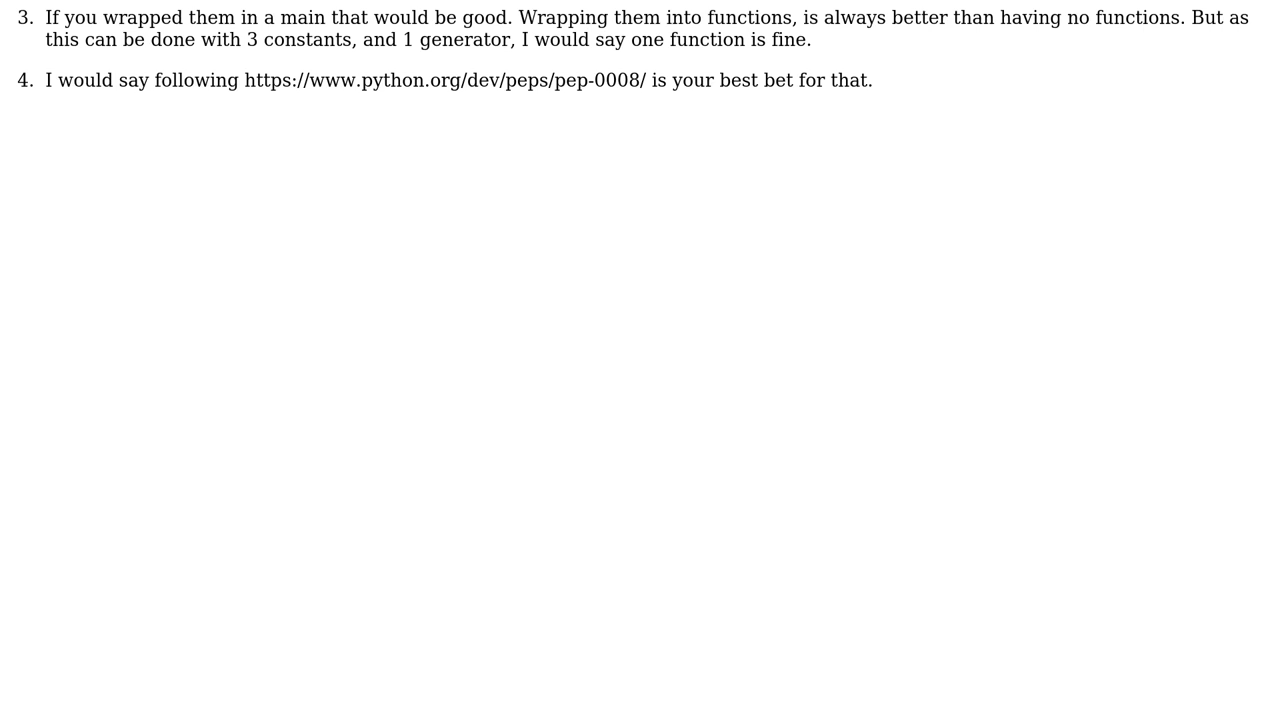 3. If you wrapped them in a main that would be good. Wrapping them into functions, is always better than having no functions. But as
this can be done with 3 constants, and 1 generator, I would say one function is fine.
4. I would say following https://www.python.org/dev/peps/pep-0008/ is your best bet for that.